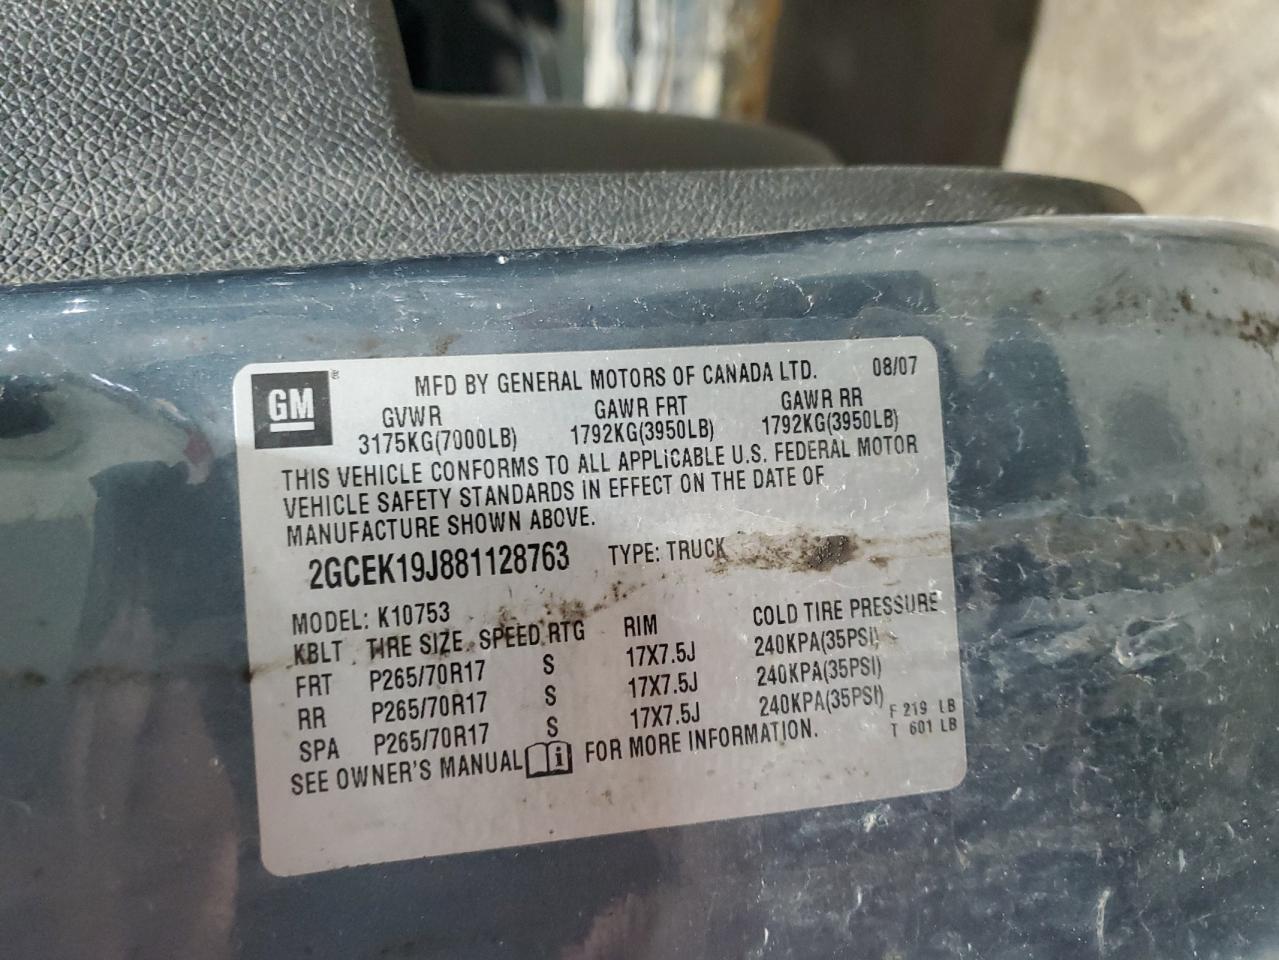 GM ® MFD BY GENERAL MOTORS OF CANADA LTD. 08/07
GVWR GAWR FRT GAWR RR
3175KG(7000LB) 1792KG(3950LB) 1792KG(3950LB)
THIS VEHICLE CONFORMS TO ALL APPLICABLE U.S. FEDERAL MOTOR
VEHICLE SAFETY STANDARDS IN EFFECT ON THE DATE OF
MANUFACTURE SHOWN ABOVE.
2GCEK19J881128763 TYPE: TRUCK
MODEL: K10753
KBLT TIRE SIZE SPEED RTG RIM COLD TIRE PRESSURE
FRT P265/70R17 S 17X7.5J 240KPA(35PSI)
RR P265/70R17 S 17X7.5J 240KPA(35PSI)
SPA P265/70R17 S 17X7.5J 240KPA(35PSI)
SEE OWNER'S MANUAL i FOR MORE INFORMATION.
F 219 LB
T 601 LB